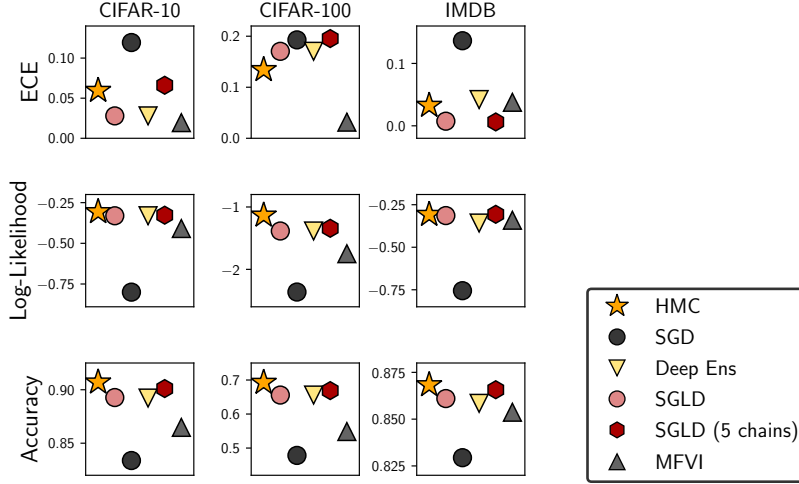 CIFAR-10
CIFAR-100
IMDB
ECE
0.10
0.05
0.00
0.2
0.1
0.0
0.1
0.0
Log-Likelihood
−0.25
−0.50
−0.75
−1
−2
−0.25
−0.50
−0.75
Accuracy
0.90
0.85
0.7
0.6
0.5
0.875
0.850
0.825
HMC
SGD
Deep Ens
SGLD
SGLD (5 chains)
MFVI